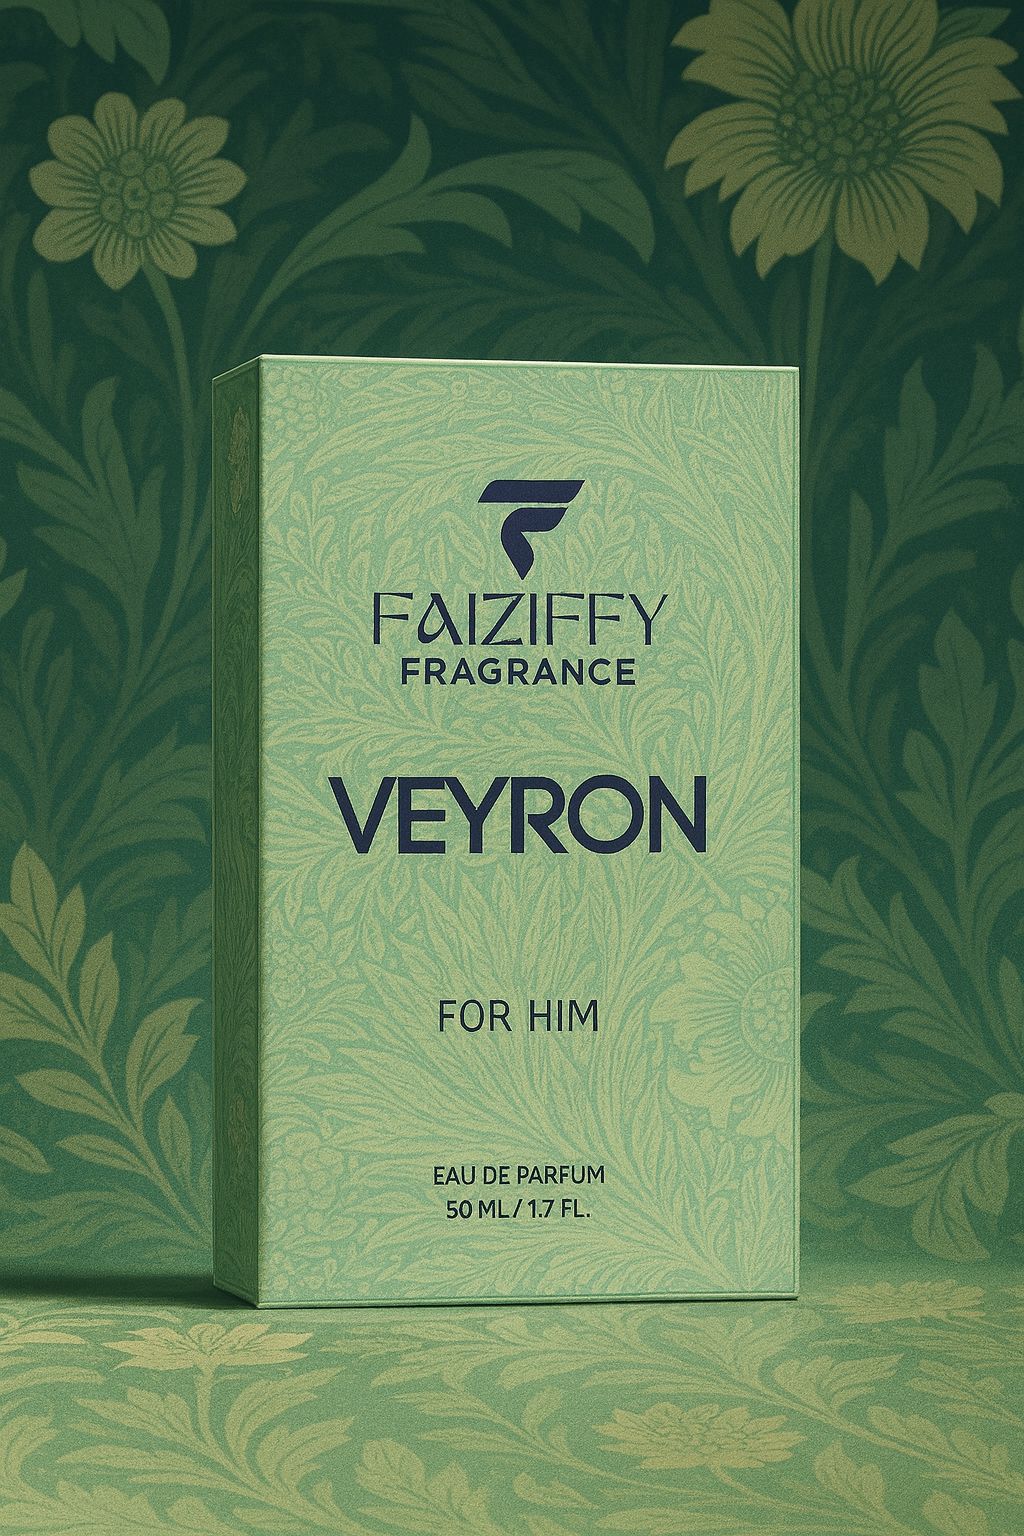 FAIZIFFY
FRAGRANCE
VEYRON
FOR HIM
EAU DE PARFUM
50 ML / 1.7 FL.